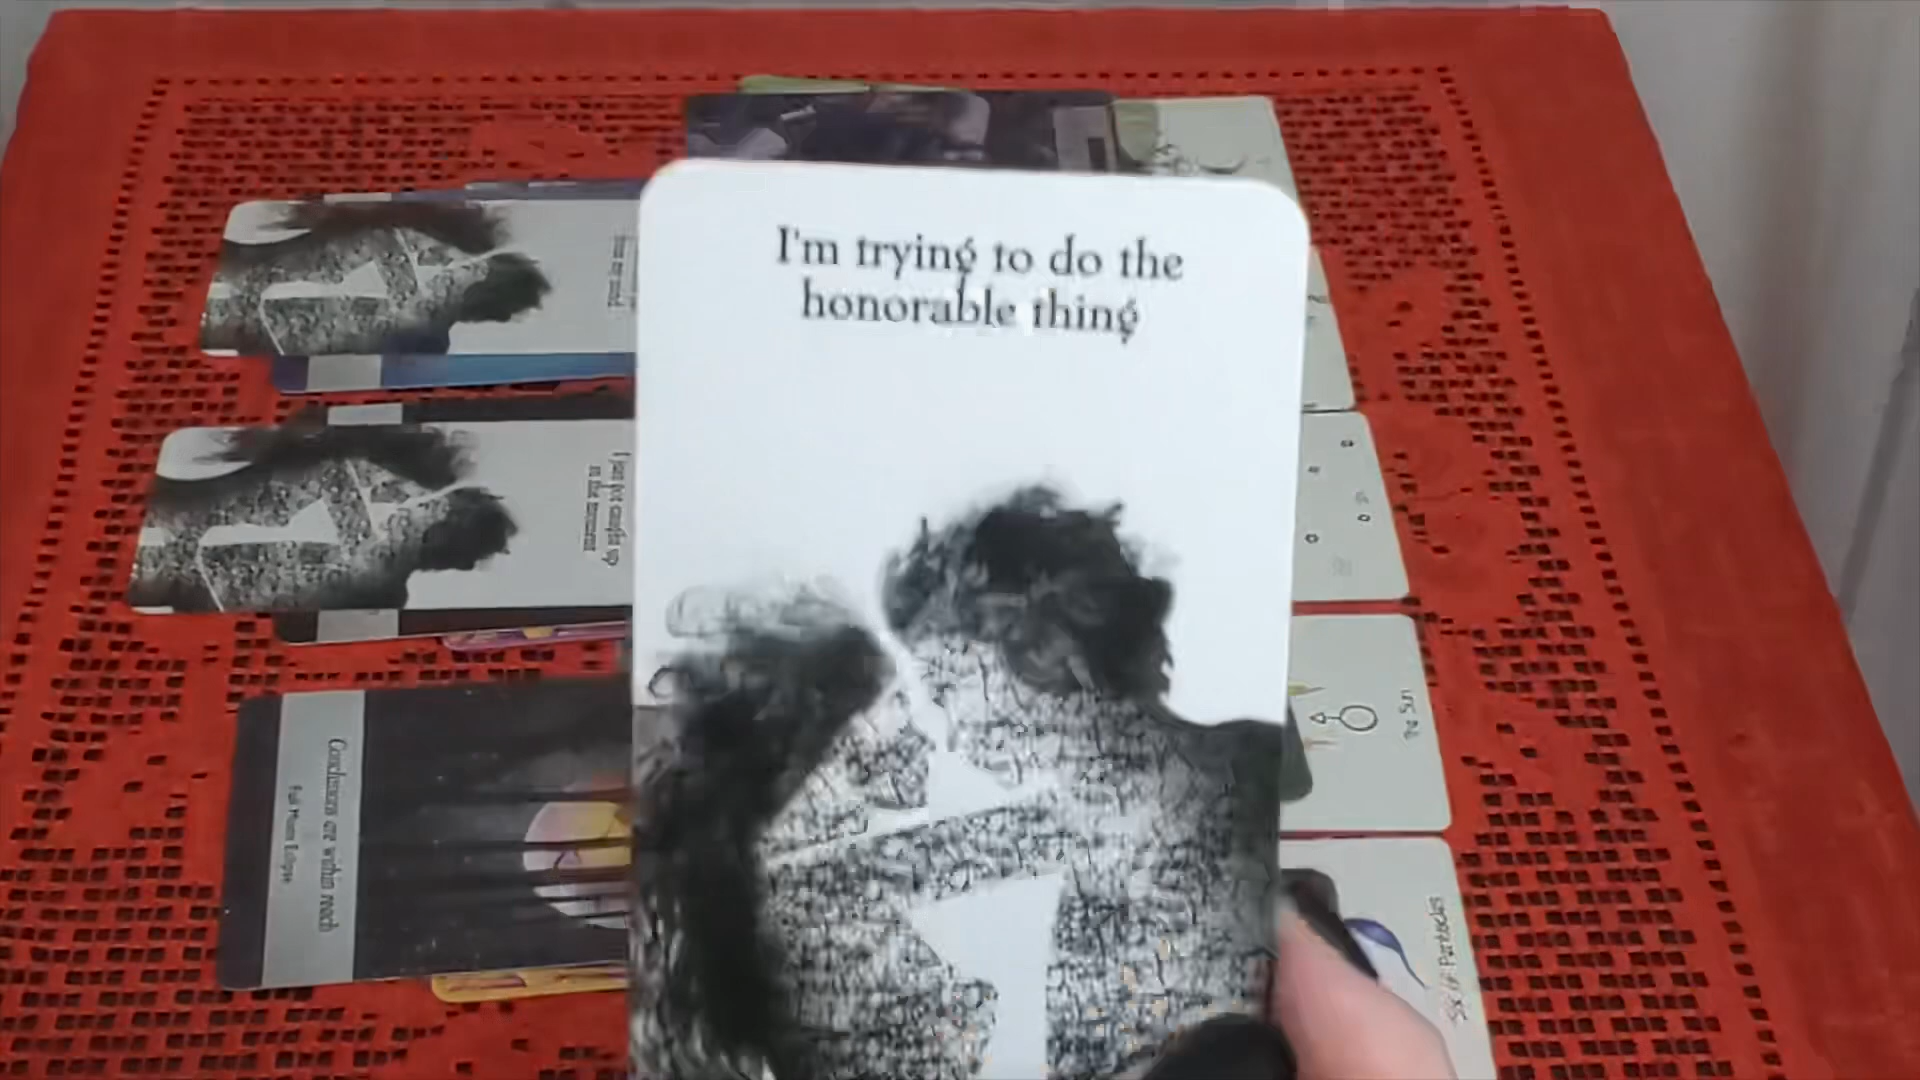 I'm trying to do the
honorable thing
I just got caught up
in the moment
Conclusions are within reach
Full Moon Eclipse
The Sun
Six of Pentacles